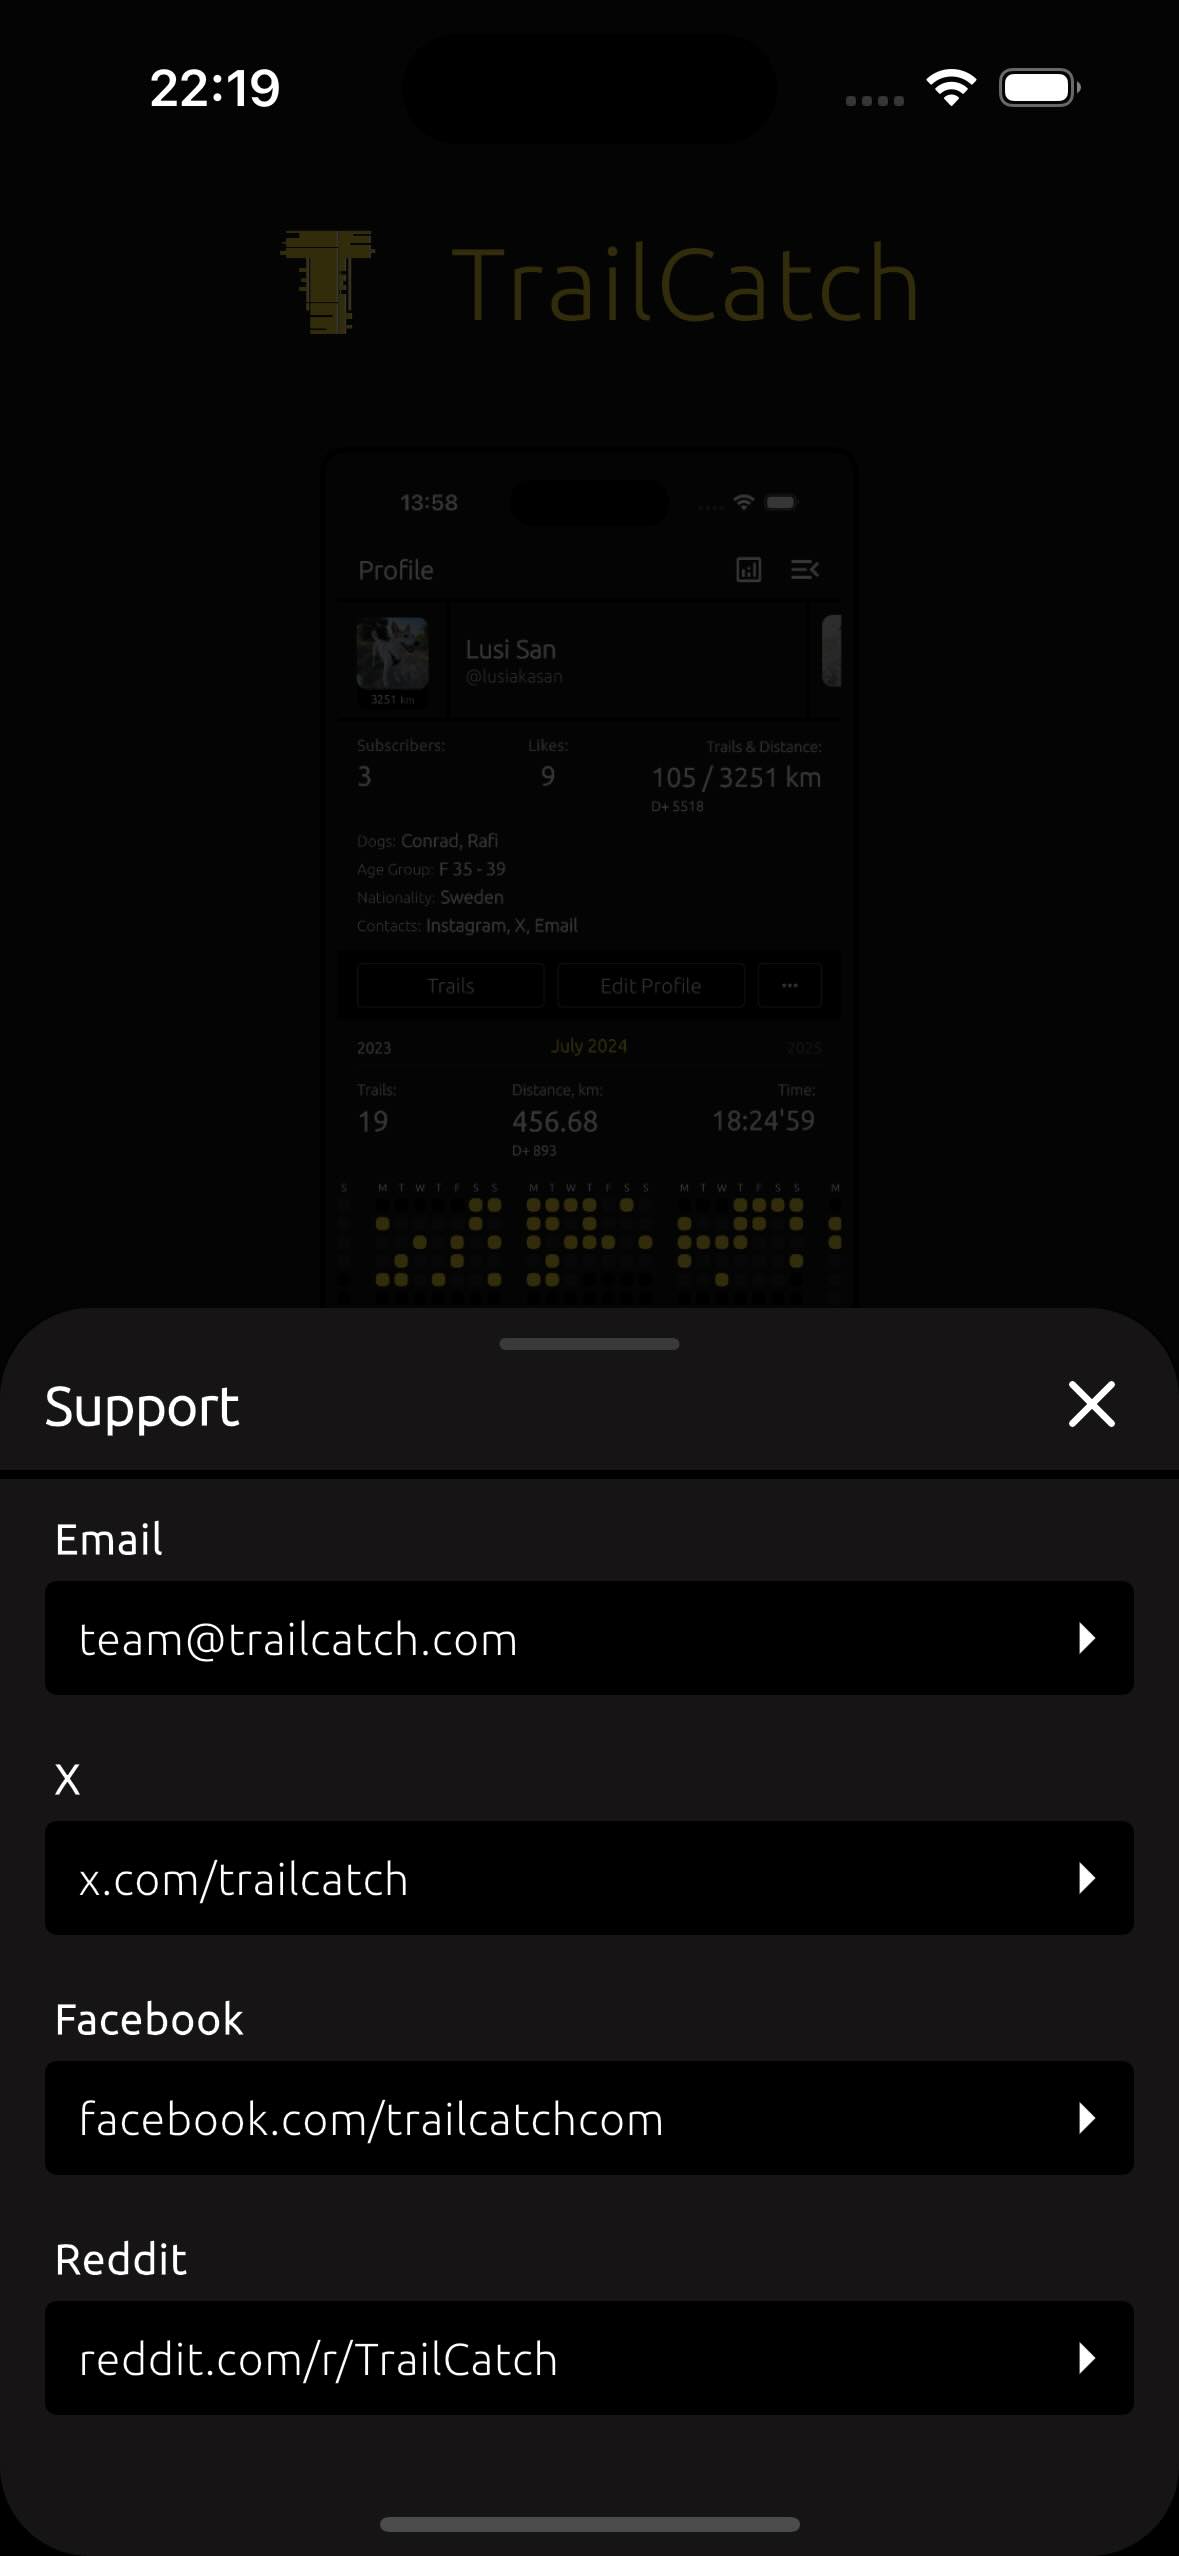 22:19
TrailCatch
13:58
Profile
Lusi San
@lusiakasan
3251 km
Subscribers: Likes: Trails & Distance:
3 9 105 / 3251 km
D+ 5518
Dogs: Conrad, Rafi
Age Group: F 35 - 39
Nationality: Sweden
Contacts: Instagram, X, Email
Trails Edit Profile ...
2023 July 2024 2025
Trails: Distance, km: Time:
19 456.68 18:24'59
D+ 893
S M T W T F S S M T W T F S S M T W T F S S M
Support
Email
team@trailcatch.com
X
x.com/trailcatch
Facebook
facebook.com/trailcatchcom
Reddit
reddit.com/r/TrailCatch